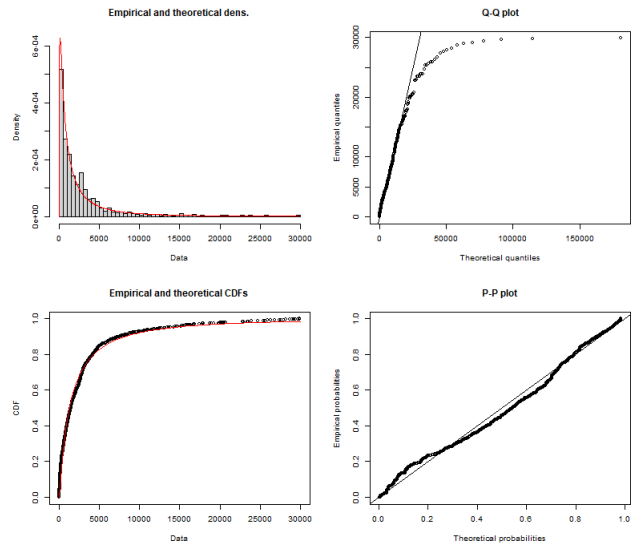 Empirical and theoretical dens.
Density
0e+00 2e-04 4e-04 6e-04
0 5000 10000 15000 20000 25000 30000
Data
Q-Q plot
Empirical quantiles
0 10000 20000 30000
0 50000 100000 150000
Theoretical quantiles
Empirical and theoretical CDFs
CDF
0.0 0.2 0.4 0.6 0.8 1.0
0 5000 10000 15000 20000 25000 30000
Data
P-P plot
Empirical probabilities
0.0 0.2 0.4 0.6 0.8 1.0
0.0 0.2 0.4 0.6 0.8 1.0
Theoretical probabilities